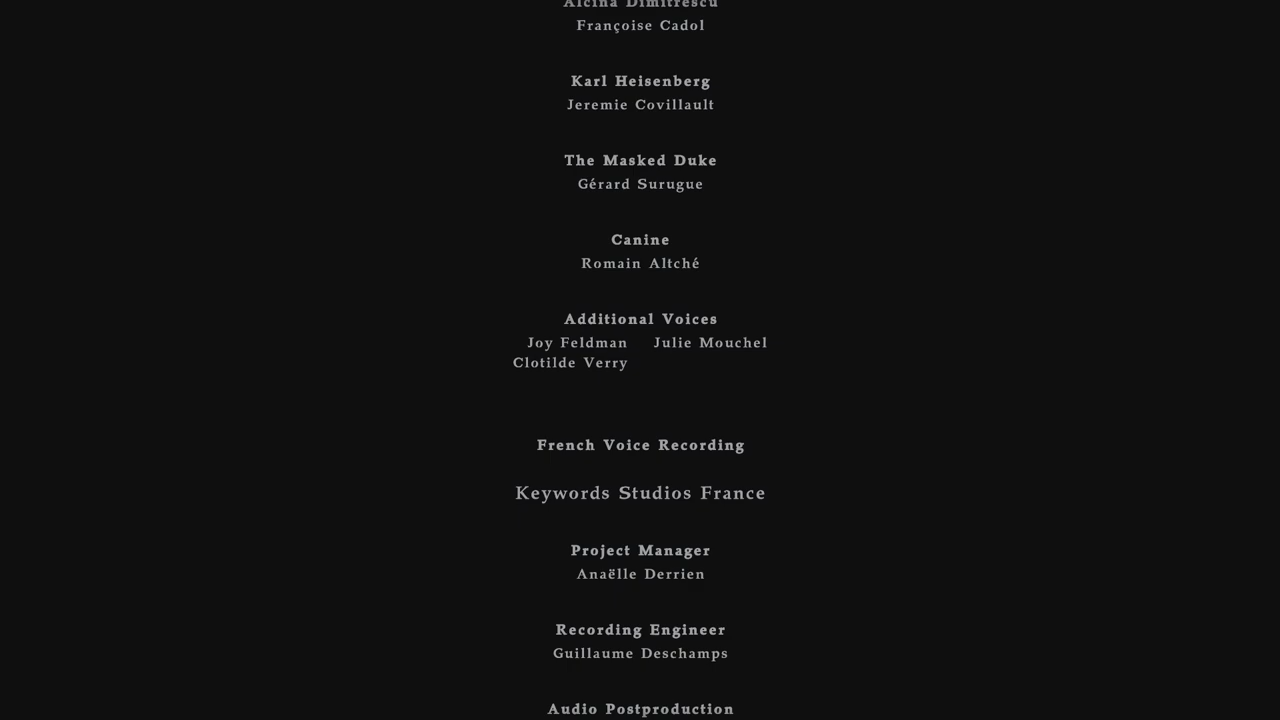 Alcina Dimitrescu
Françoise Cadol
Karl Heisenberg
Jeremie Covillault
The Masked Duke
Gérard Surugue
Canine
Romain Altché
Additional Voices
Joy Feldman Julie Mouchel
Clotilde Verry
French Voice Recording
Keywords Studios France
Project Manager
Anaëlle Derrien
Recording Engineer
Guillaume Deschamps
Audio Postproduction